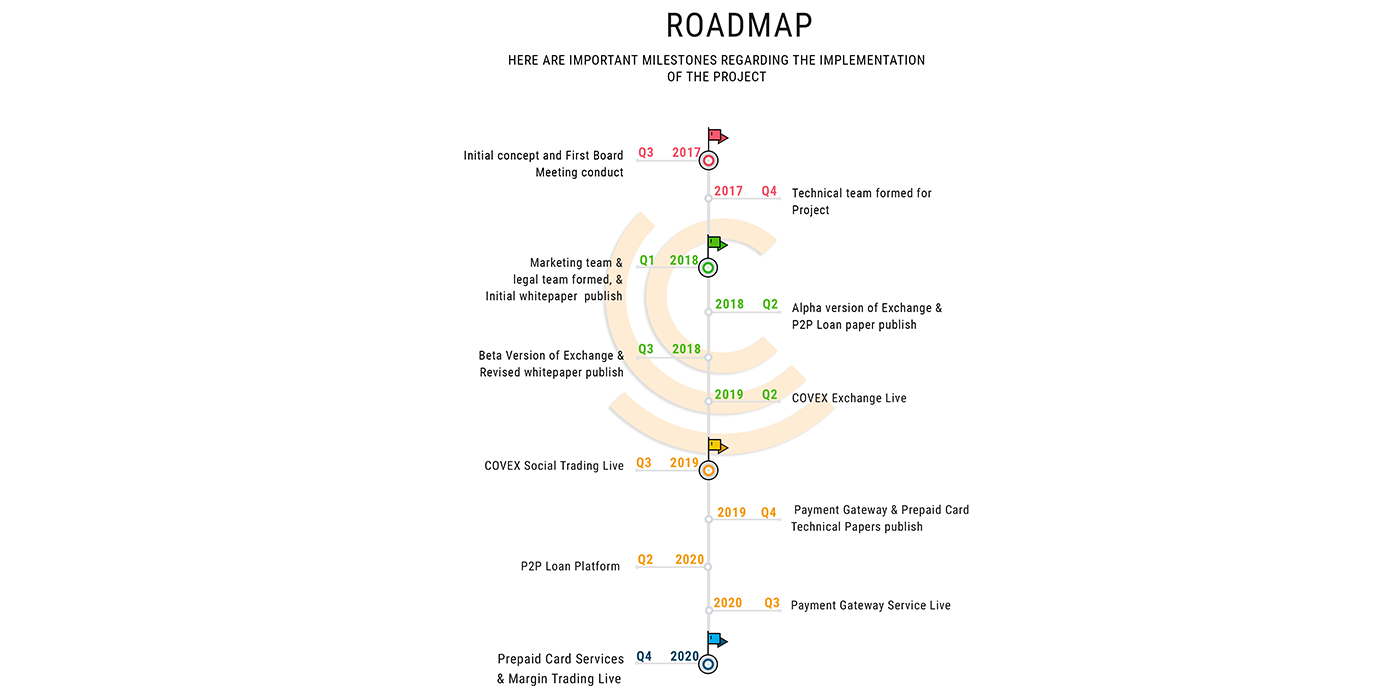 ROADMAP
HERE ARE IMPORTANT MILESTONES REGARDING THE IMPLEMENTATION
OF THE PROJECT
Initial concept and First Board
Meeting conduct
Q3 2017
2017 Q4
Technical team formed for
Project
Marketing team &
legal team formed, &
Initial whitepaper publish
Q1 2018
2018 Q2
Alpha version of Exchange &
P2P Loan paper publish
Beta Version of Exchange &
Revised whitepaper publish
Q3 2018
2019 Q2
COVEX Exchange Live
COVEX Social Trading Live
Q3 2019
2019 Q4
Payment Gateway & Prepaid Card
Technical Papers publish
P2P Loan Platform
Q2 2020
2020 Q3
Payment Gateway Service Live
Prepaid Card Services
& Margin Trading Live
Q4 2020